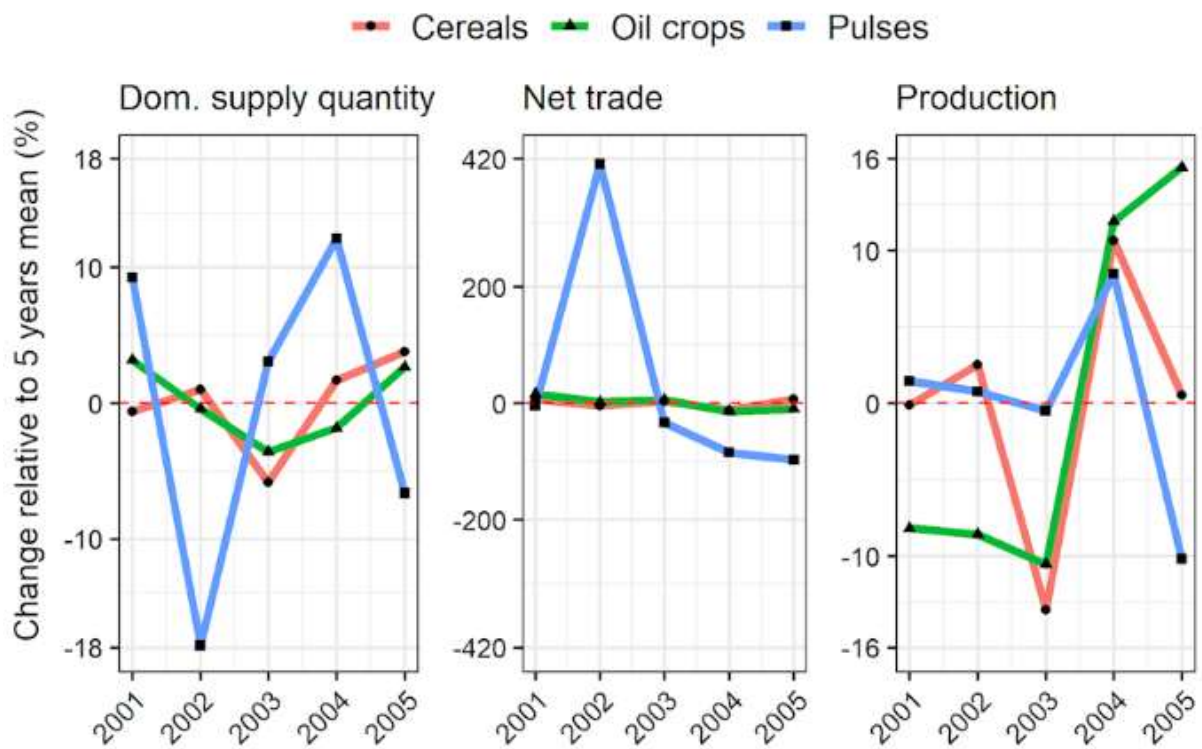 Cereals Oil crops Pulses
Dom. supply quantity Net trade Production
Change relative to 5 years mean (%)
18
10
0
-10
-18
420
200
0
-200
-420
16
10
0
-10
-16
2001 2002 2003 2004 2005
2001 2002 2003 2004 2005
2001 2002 2003 2004 2005